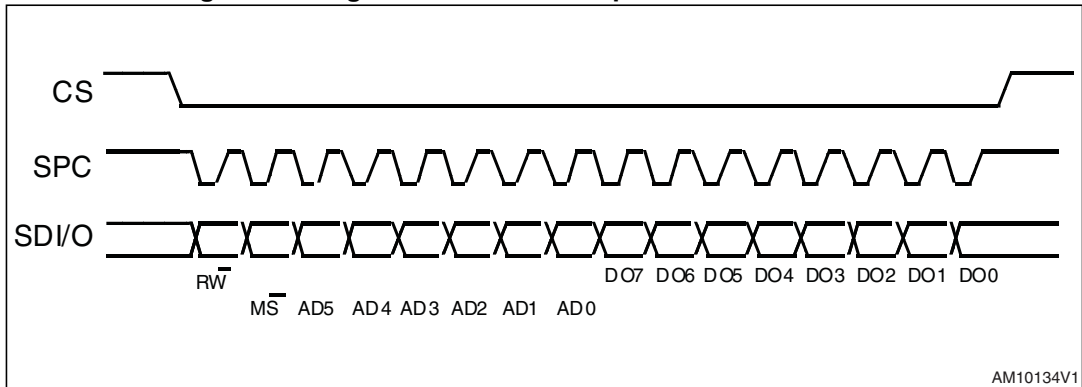 CS
SPC
SDI/O
RW DO7 DO6 DO5 DO4 DO3 DO2 DO1 DO0
MS AD5 AD4 AD3 AD2 AD1 AD0
AM10134V1